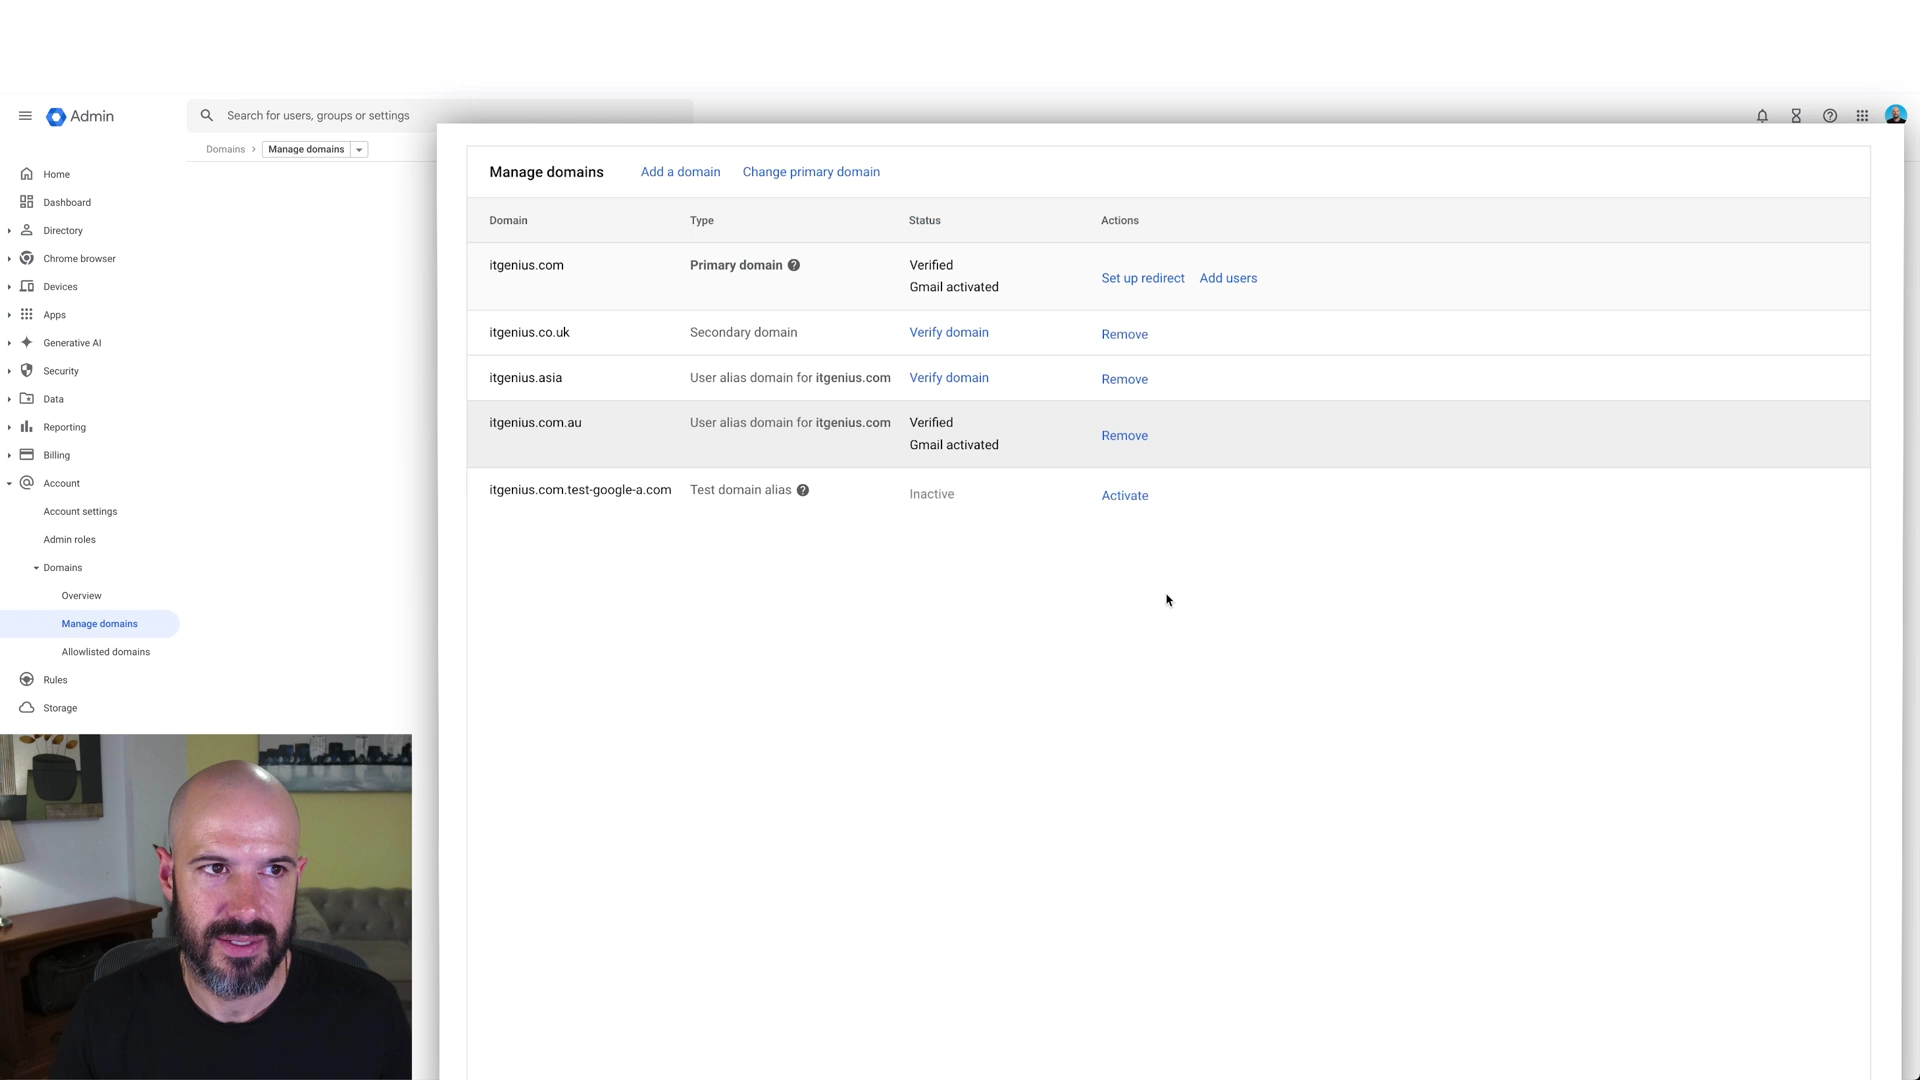 Admin
Search for users, groups or settings
Domains > Manage domains
Home
Dashboard
Directory
Chrome browser
Devices
Apps
Generative AI
Security
Data
Reporting
Billing
Account
Account settings
Admin roles
Domains
Overview
Manage domains
Allowlisted domains
Rules
Storage
Manage domains Add a domain Change primary domain
Domain Type Status Actions
itgenius.com Primary domain Verified Set up redirect Add users
Gmail activated
itgenius.co.uk Secondary domain Verify domain Remove
itgenius.asia User alias domain for itgenius.com Verify domain Remove
itgenius.com.au User alias domain for itgenius.com Verified Remove
Gmail activated
itgenius.com.test-google-a.com Test domain alias Inactive Activate